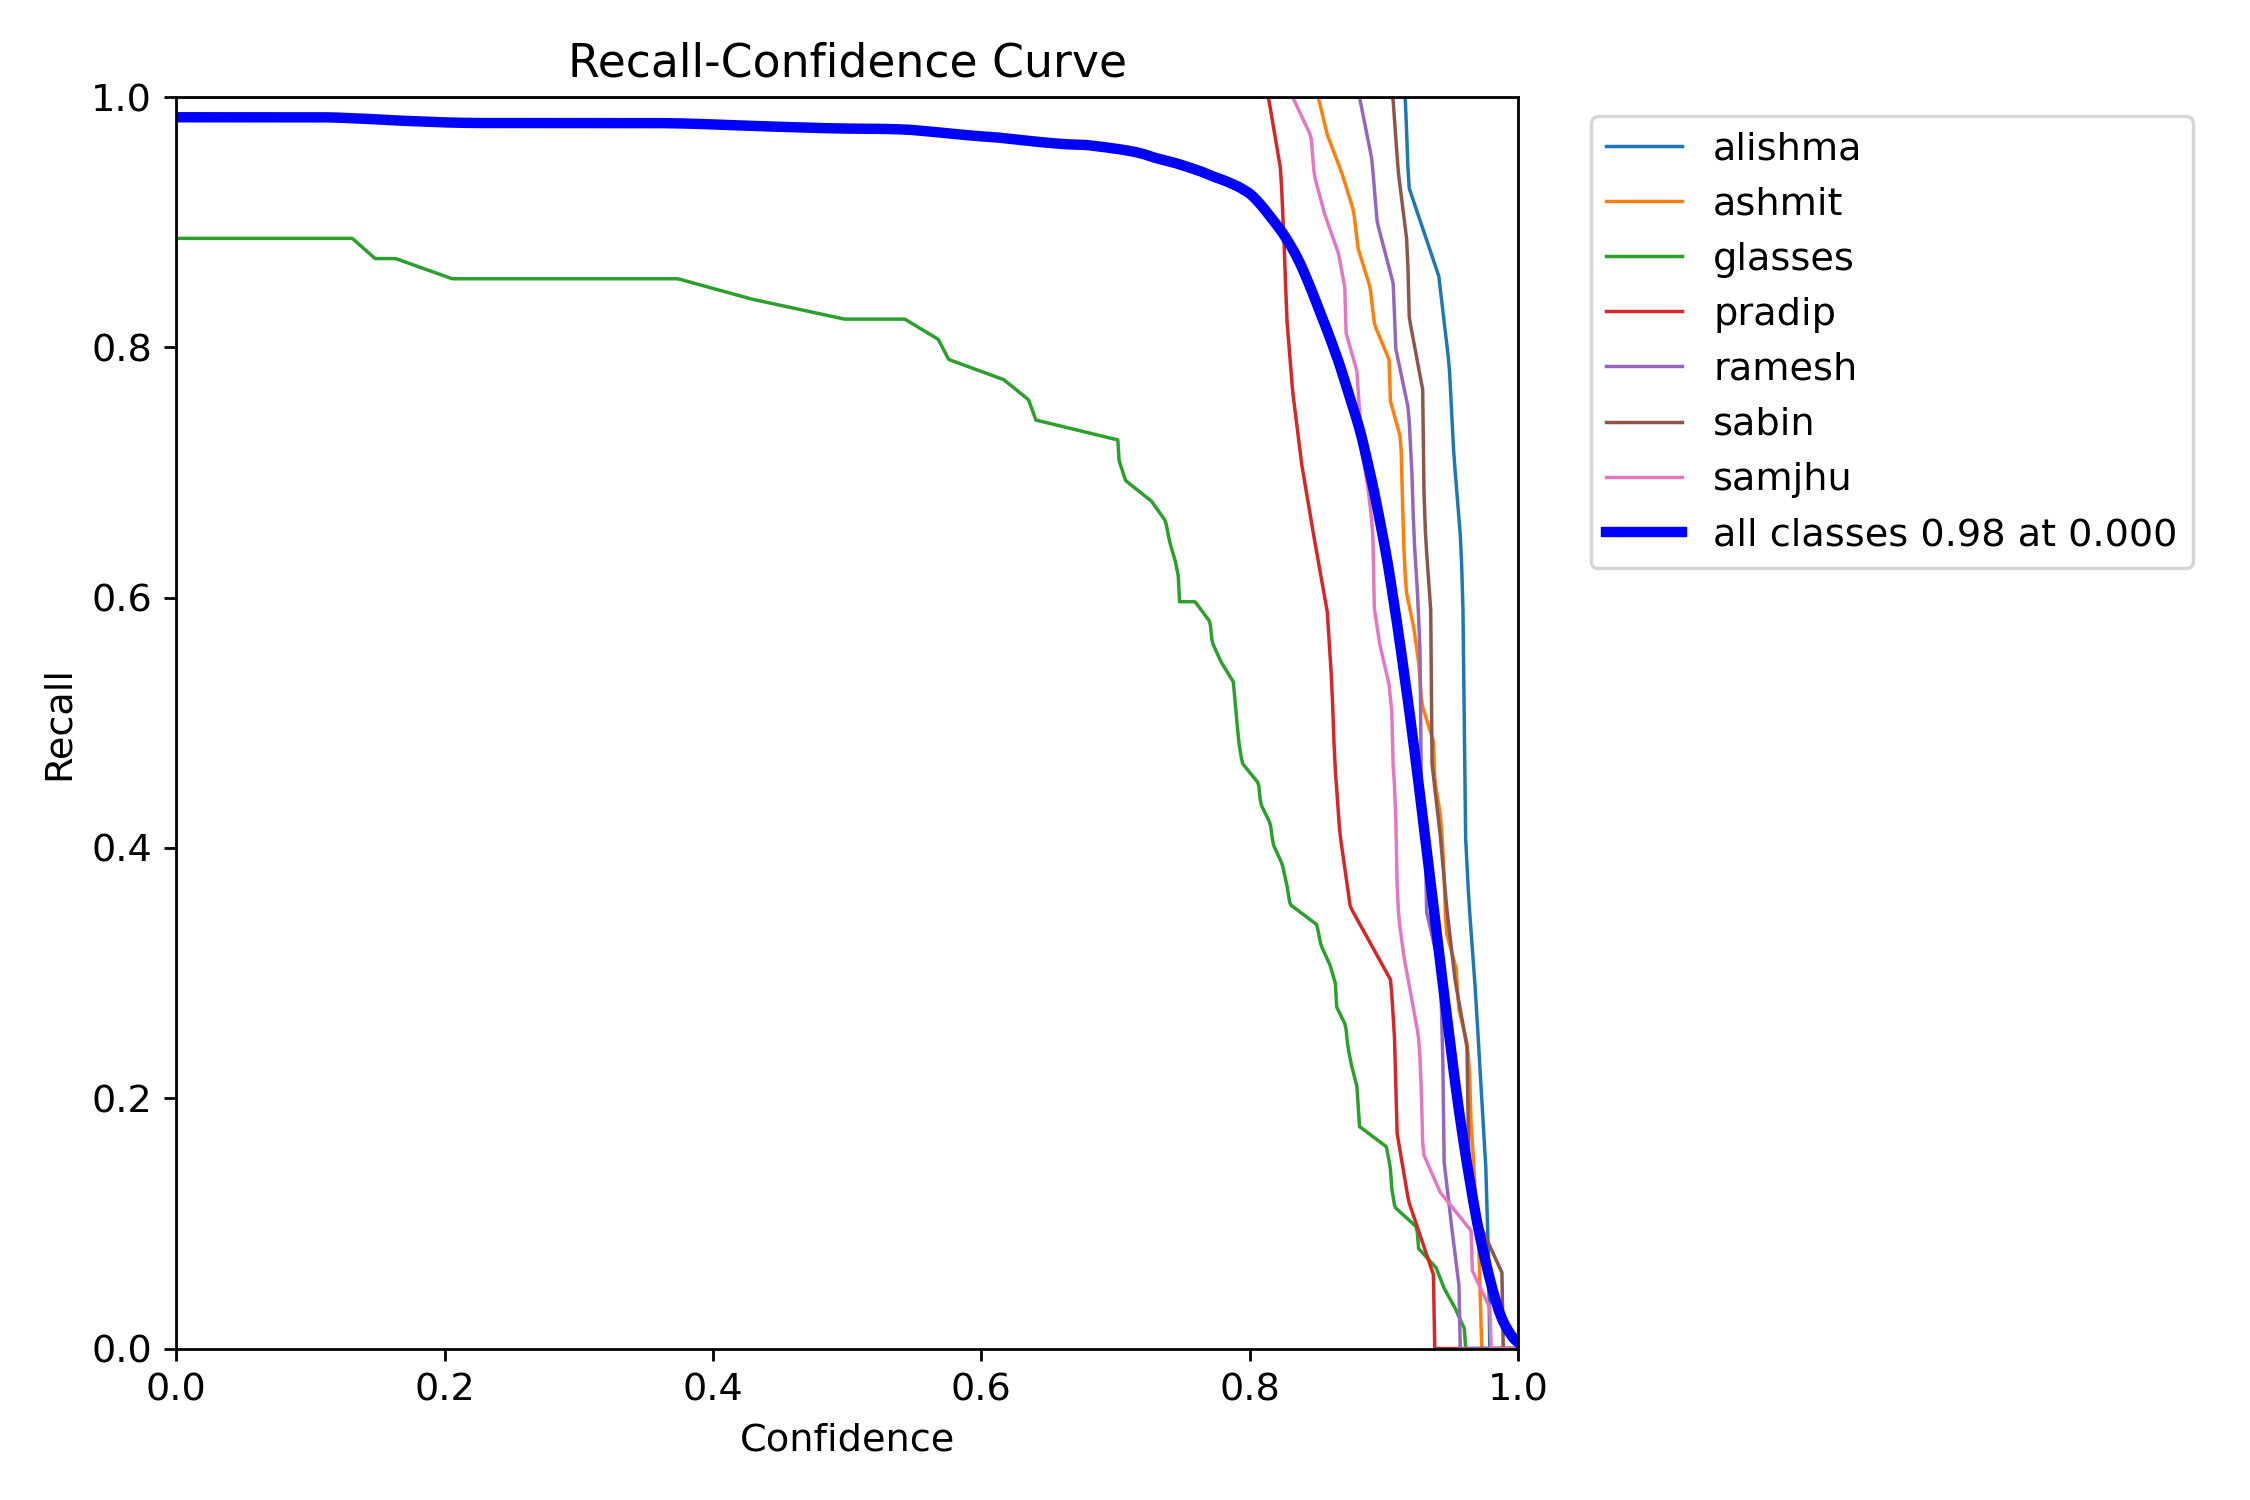 Recall-Confidence Curve
1.0
0.8
0.6
0.4
0.2
0.0
Recall
0.0 0.2 0.4 0.6 0.8 1.0
Confidence
alishma
ashmit
glasses
pradip
ramesh
sabin
samjhu
all classes 0.98 at 0.000